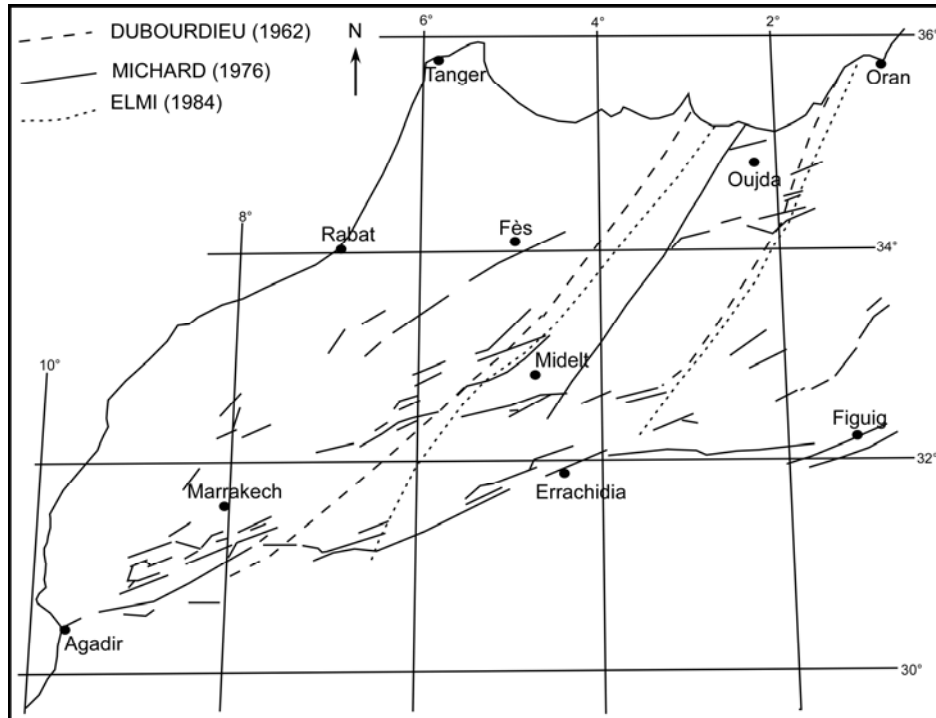 DUBOURDIEU (1962)
MICHARD (1976)
ELMI (1984)
N
6° 4° 2°
36°
Tanger
Oran
Oujda
8°
Rabat
Fès
34°
10°
Midelt
Figuig
32°
Marrakech
Errachidia
Agadir
30°